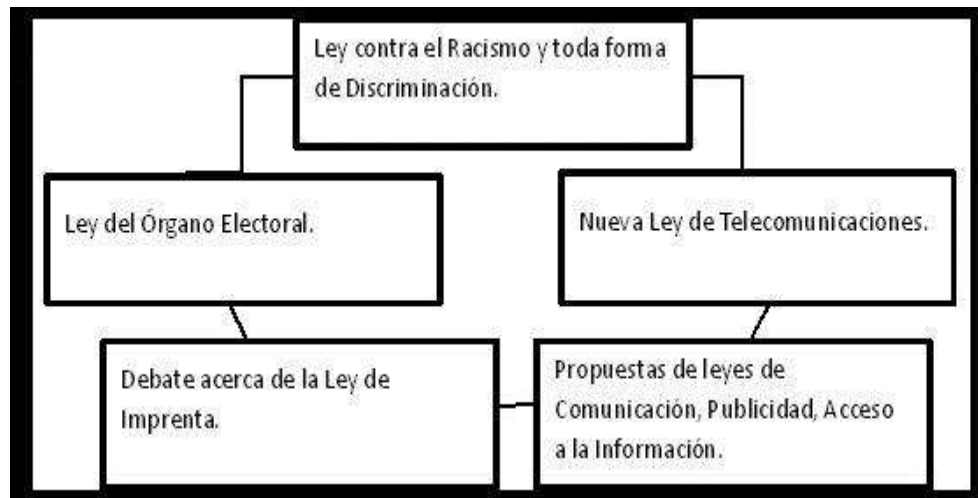 Ley contra el Racismo y toda forma
de Discriminación.
Ley del Órgano Electoral.
Nueva Ley de Telecomunicaciones.
Debate acerca de la Ley de
Imprenta.
Propuestas de leyes de
Comunicación, Publicidad, Acceso
a la Información.